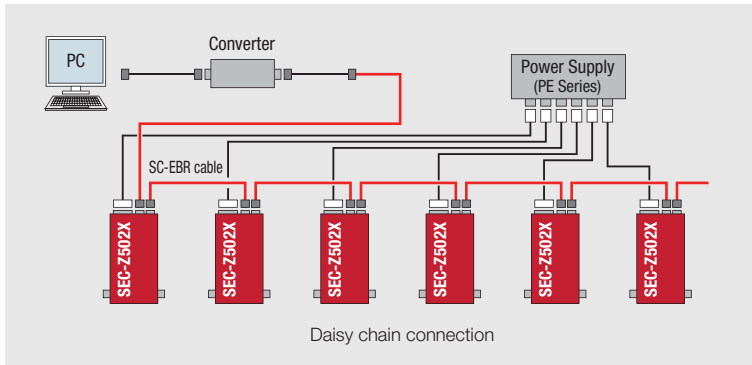 PC
Converter
Power Supply
(PE Series)
SC-EBR cable
SEC-Z502X
SEC-Z502X
SEC-Z502X
SEC-Z502X
SEC-Z502X
SEC-Z502X
Daisy chain connection